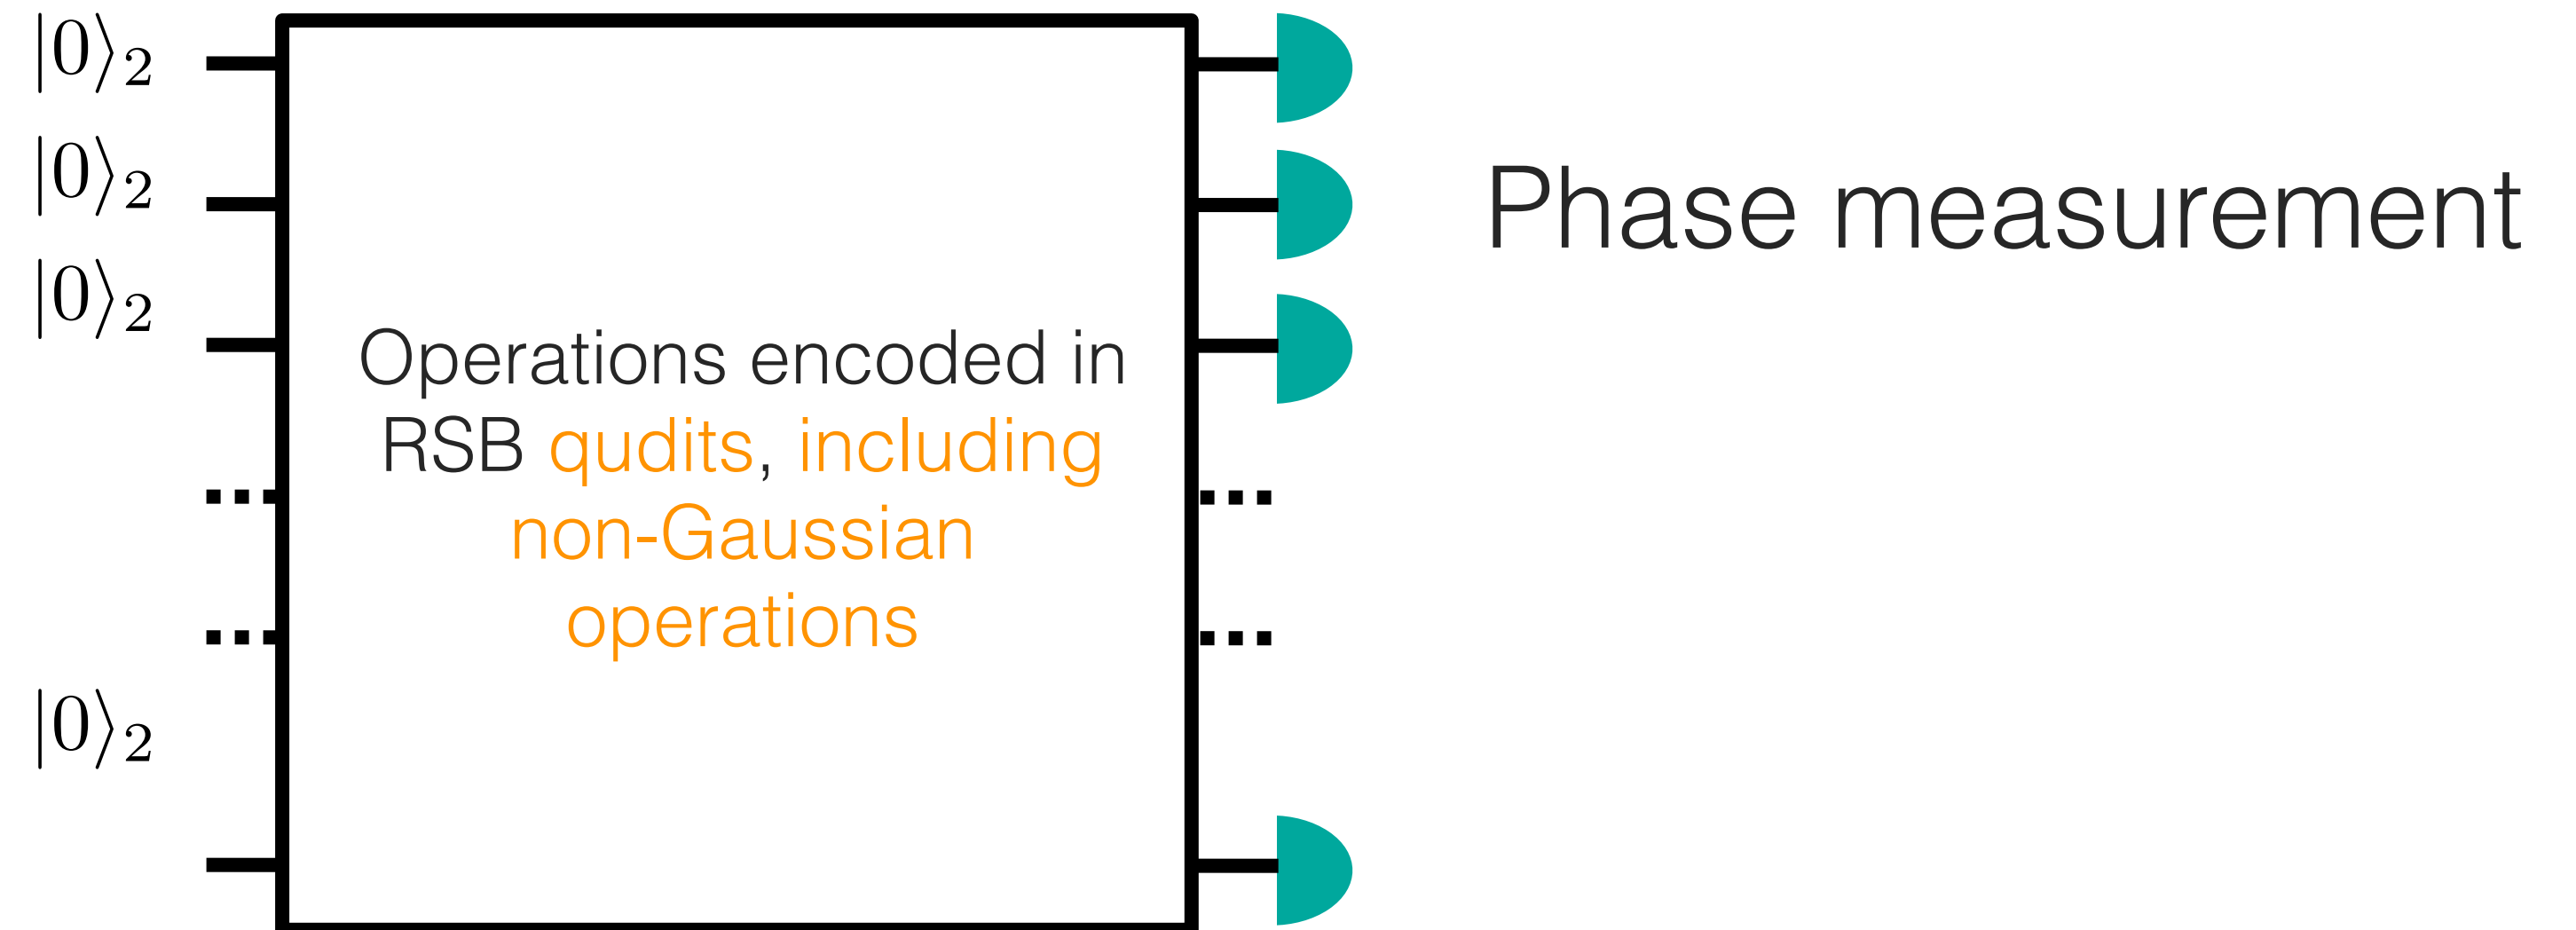 |0⟩₂
|0⟩₂
Phase measurement
|0⟩₂
Operations encoded in
RSB qudits, including
non-Gaussian
operations
|0⟩₂